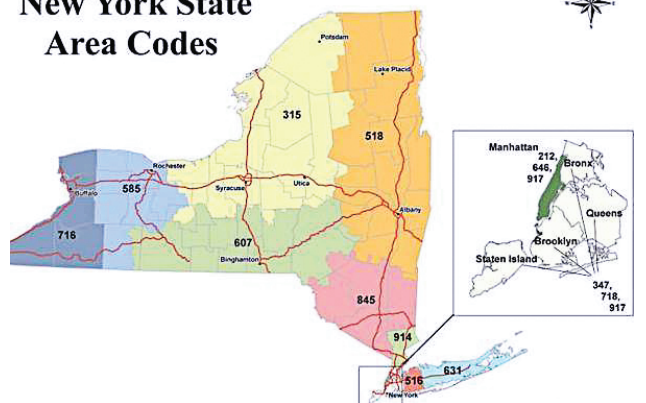 New York State
Area Codes
Potsdam
Lake Placid
315
518
Rochester
Buffalo
585
Syracuse
Utica
Albany
716
607
Binghamton
845
914
516
631
New York
Manhattan
212,
646,
917
Bronx
Queens
Brooklyn
Staten Island
347,
718,
917